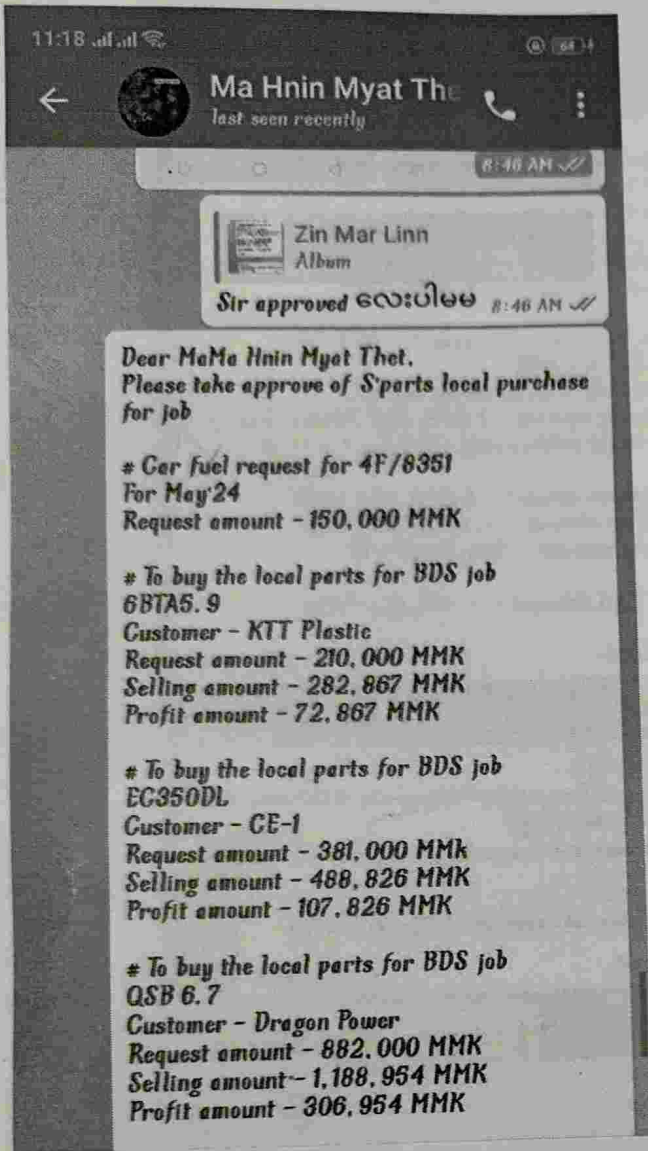 11:18
64
Ma Hnin Myat The
last seen recently
8:46 AM
Zin Mar Linn
Album
Sir approved လေးပါမမ 8:46 AM
Dear MaMa Hnin Myat Thet,
Please take approve of S'parts local purchase
for job
# Car fuel request for 4F/8351
For May'24
Request amount - 150,000 MMK
# To buy the local parts for BDS job
6BTA5.9
Customer - KTT Plastic
Request amount - 210,000 MMK
Selling amount - 282,867 MMK
Profit amount - 72,867 MMK
# To buy the local parts for BDS job
EC350DL
Customer - CE-1
Request amount - 381,000 MMk
Selling amount - 488,826 MMK
Profit amount - 107,826 MMK
# To buy the local parts for BDS job
QSB 6.7
Customer - Dragon Power
Request amount - 882,000 MMK
Selling amount - 1,188,954 MMK
Profit amount - 306,954 MMK